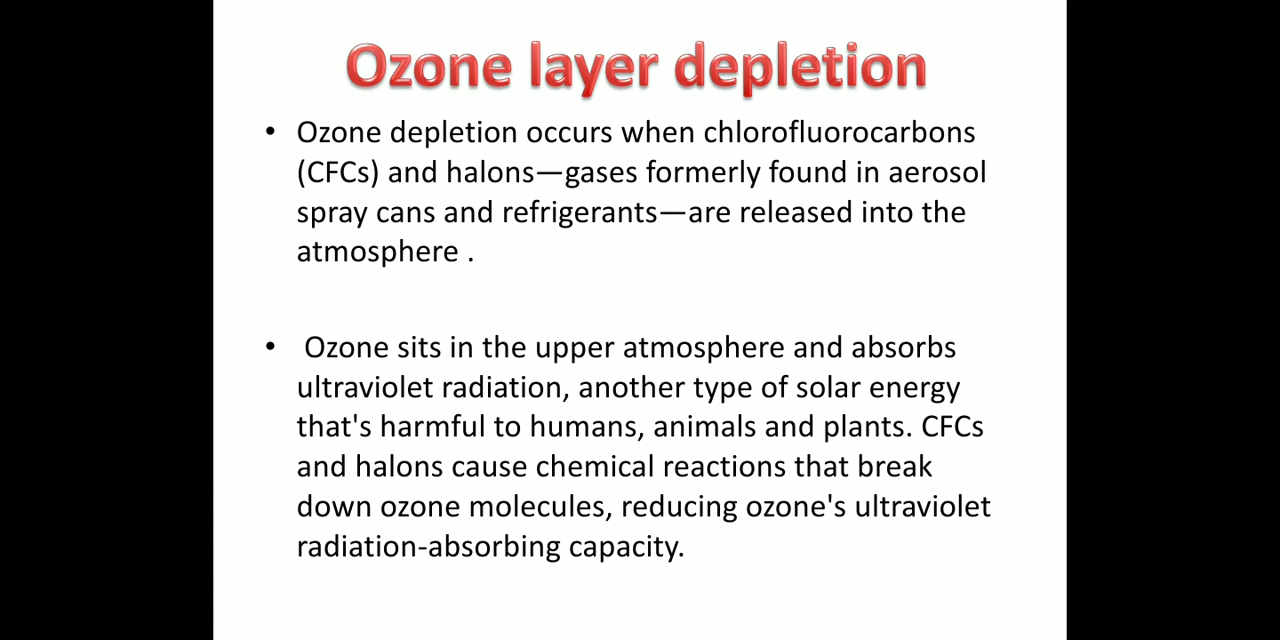 Ozone layer depletion
• Ozone depletion occurs when chlorofluorocarbons
(CFCs) and halons—gases formerly found in aerosol
spray cans and refrigerants—are released into the
atmosphere .
• Ozone sits in the upper atmosphere and absorbs
ultraviolet radiation, another type of solar energy
that's harmful to humans, animals and plants. CFCs
and halons cause chemical reactions that break
down ozone molecules, reducing ozone's ultraviolet
radiation-absorbing capacity.